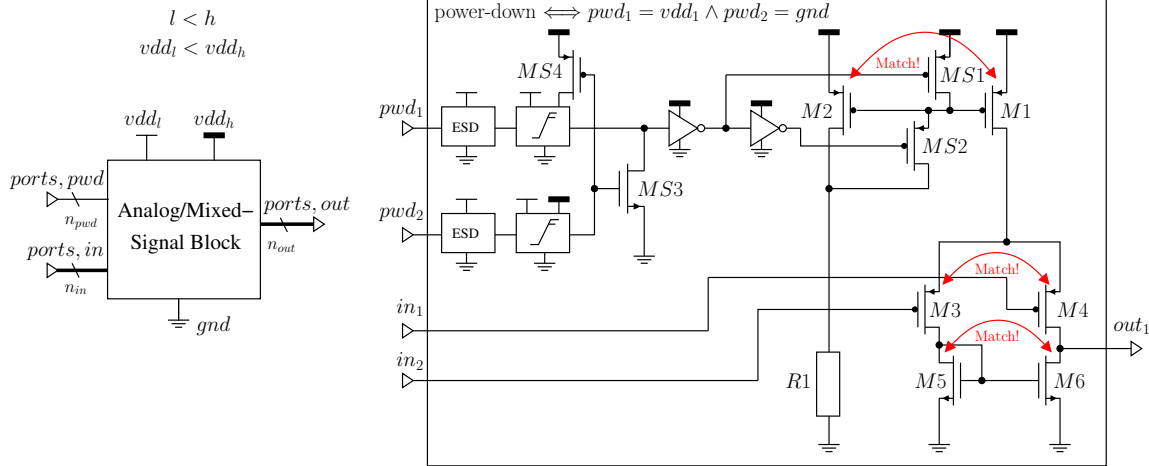 l < h
vdd_l < vdd_h
vdd_l
vdd_h
ports, pwd
n_pwd
ports, in
n_in
Analog/Mixed–
Signal Block
ports, out
n_out
gnd
power-down ⟺ pwd_1 = vdd_1 ∧ pwd_2 = gnd
MS4
Match!
MS1
pwd_1
ESD
M2
M1
MS2
MS3
pwd_2
ESD
Match!
in_1
M3
M4
out_1
Match!
in_2
R1
M5
M6